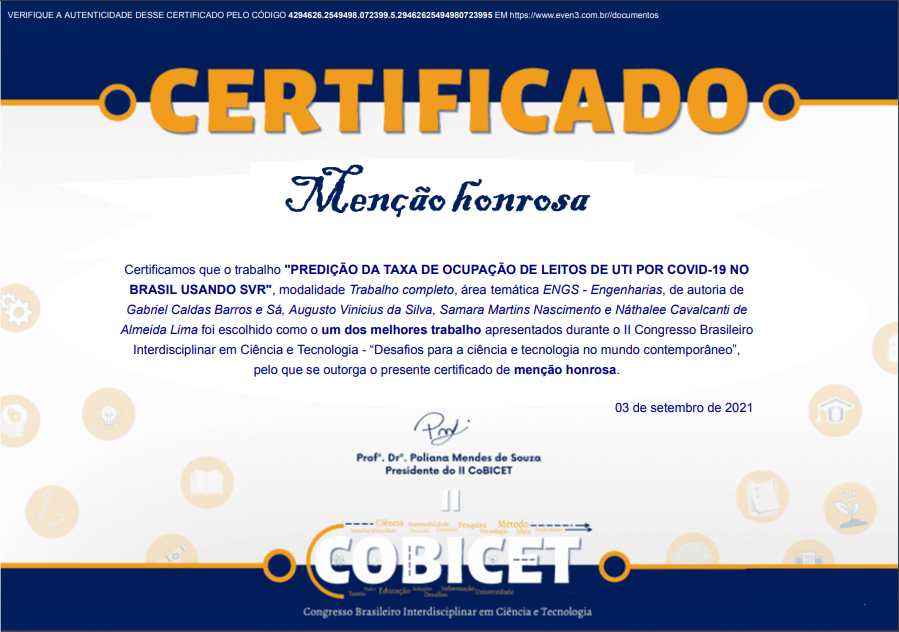 VERIFIQUE A AUTENTICIDADE DESSE CERTIFICADO PELO CÓDIGO 4294626.2549498.072399.5.29462625494980723995 EM https://www.even3.com.br//documentos
CERTIFICADO
Menção honrosa
Certificamos que o trabalho "PREDIÇÃO DA TAXA DE OCUPAÇÃO DE LEITOS DE UTI POR COVID-19 NO
BRASIL USANDO SVR", modalidade Trabalho completo, área temática ENGS - Engenharias, de autoria de
Gabriel Caldas Barros e Sá, Augusto Vinicius da Silva, Samara Martins Nascimento e Náthalee Cavalcanti de
Almeida Lima foi escolhido como o um dos melhores trabalho apresentados durante o II Congresso Brasileiro
Interdisciplinar em Ciência e Tecnologia - “Desafios para a ciência e tecnologia no mundo contemporâneo”,
pelo que se outorga o presente certificado de menção honrosa.
03 de setembro de 2021
Profª. Drª. Poliana Mendes de Souza
Presidente do II CoBICET
II
Ciência Sustentabilidade Pesquisa Método
Interdisciplinaridade Tecnologia Ideia
COBICET
Teoria Educação Desafios Informação Universidade
Congresso Brasileiro Interdisciplinar em Ciência e Tecnologia